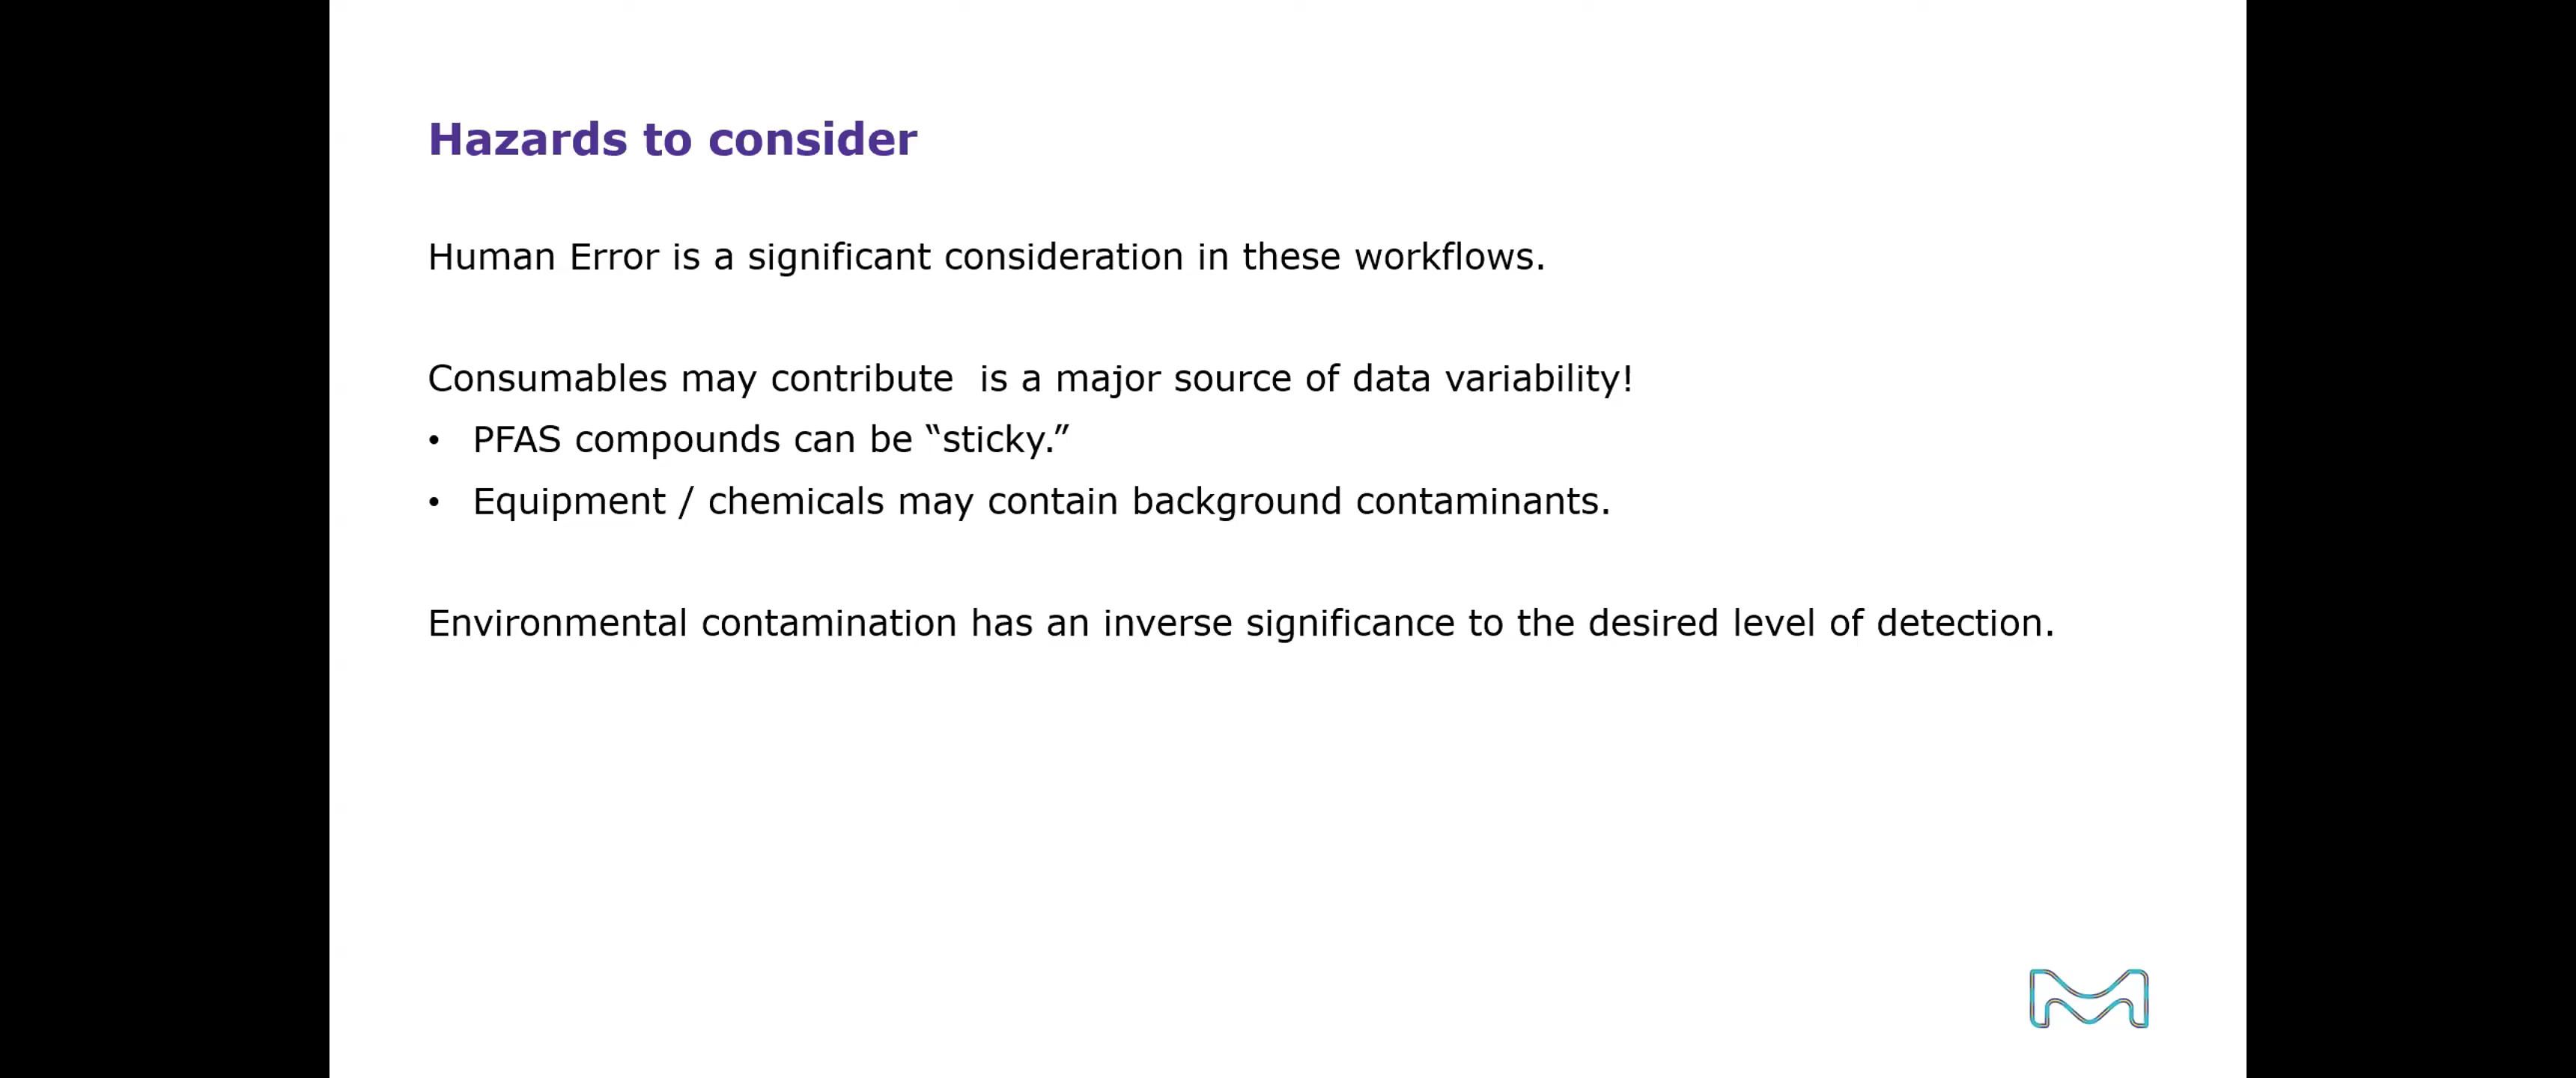 Hazards to consider
Human Error is a significant consideration in these workflows.
Consumables may contribute  is a major source of data variability!
• PFAS compounds can be “sticky.”
• Equipment / chemicals may contain background contaminants.
Environmental contamination has an inverse significance to the desired level of detection.